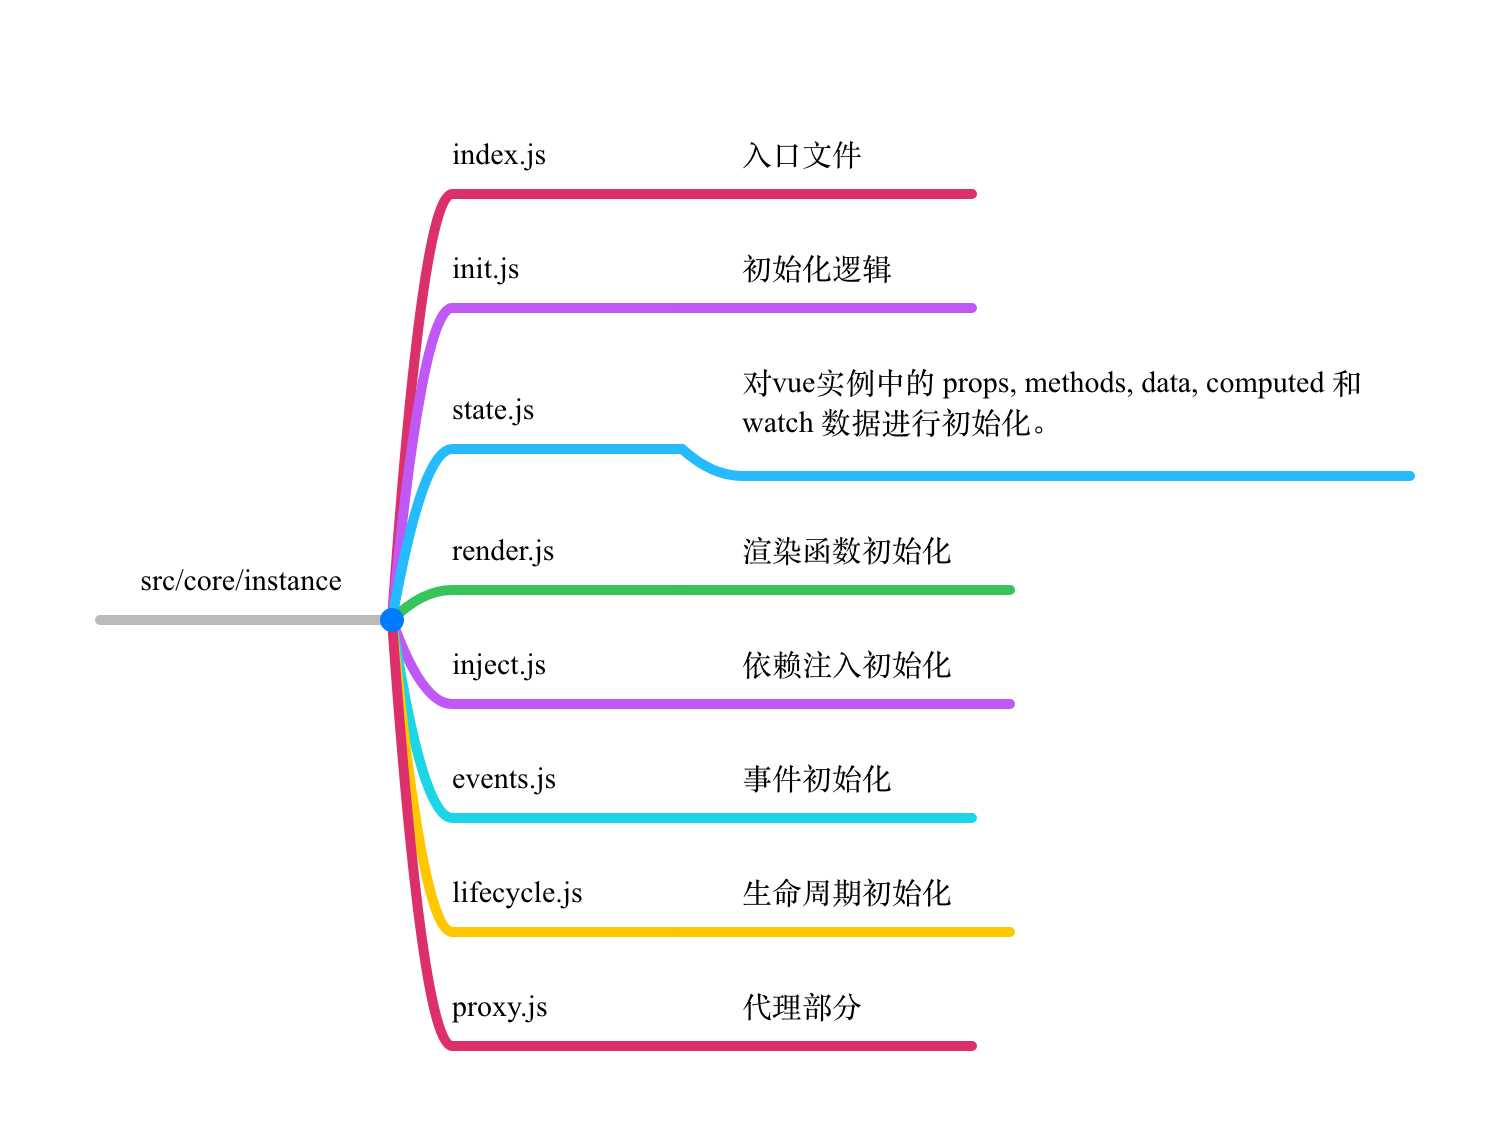 index.js 入口文件
init.js 初始化逻辑
state.js 对vue实例中的 props, methods, data, computed 和
watch 数据进行初始化。
render.js 渲染函数初始化
src/core/instance
inject.js 依赖注入初始化
events.js 事件初始化
lifecycle.js 生命周期初始化
proxy.js 代理部分